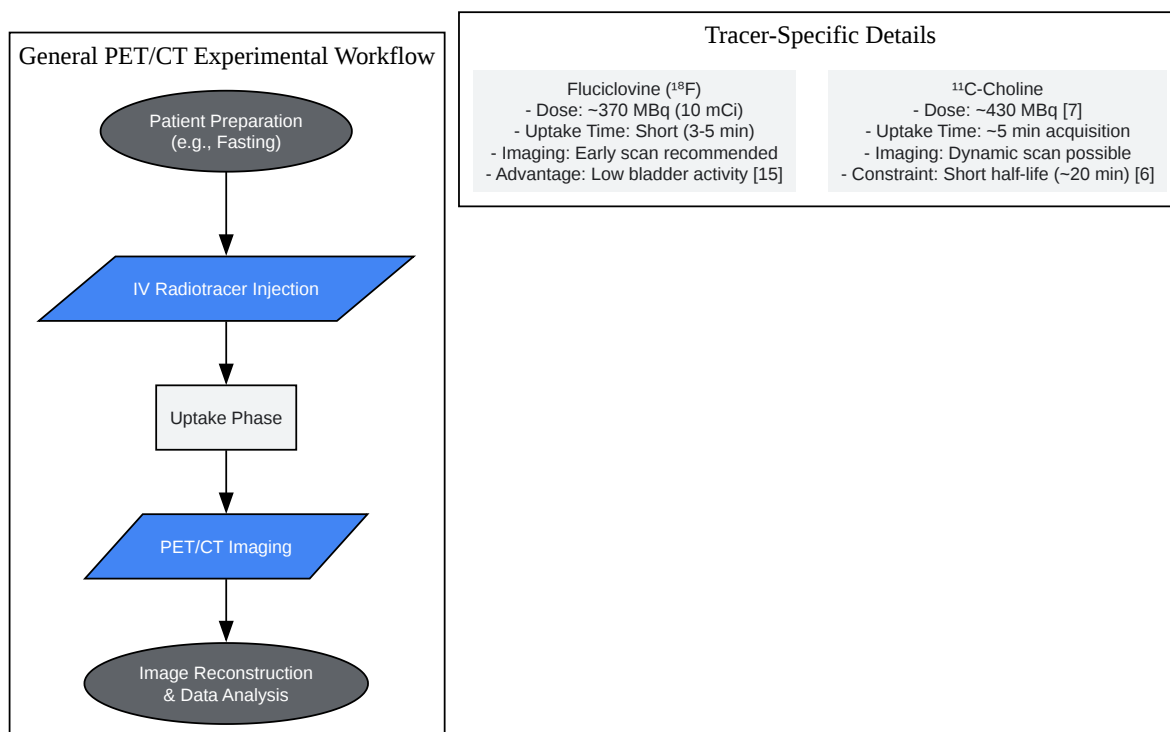 General PET/CT Experimental Workflow
Patient Preparation
(e.g., Fasting)
IV Radiotracer Injection
Uptake Phase
PET/CT Imaging
Image Reconstruction
& Data Analysis
Tracer-Specific Details
Fluciclovine (¹⁸F)
- Dose: ~370 MBq (10 mCi)
- Uptake Time: Short (3-5 min)
- Imaging: Early scan recommended
- Advantage: Low bladder activity [15]
¹¹C-Choline
- Dose: ~430 MBq [7]
- Uptake Time: ~5 min acquisition
- Imaging: Dynamic scan possible
- Constraint: Short half-life (~20 min) [6]